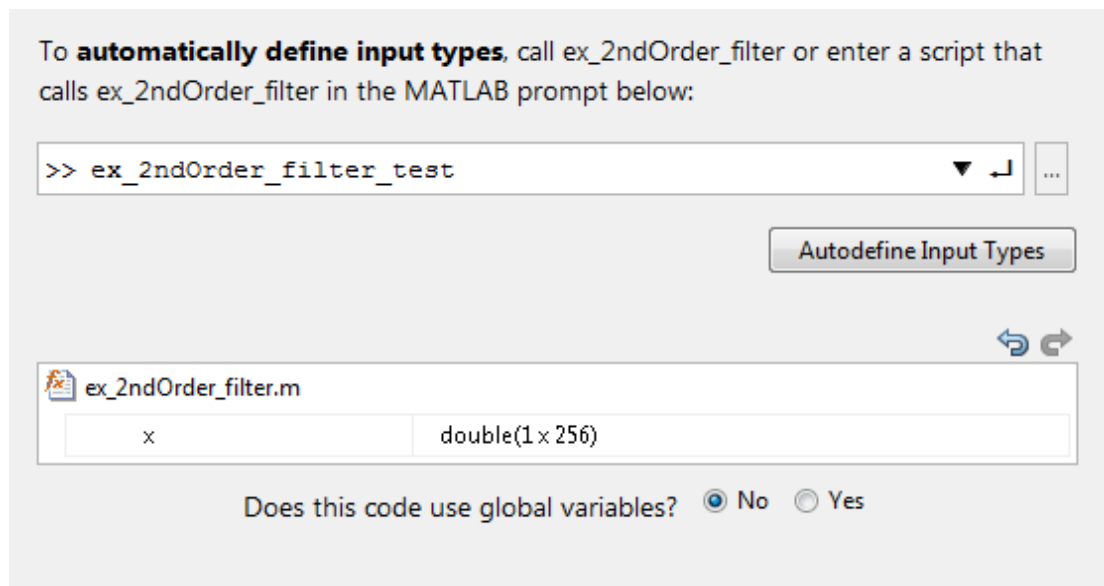 To automatically define input types, call ex_2ndOrder_filter or enter a script that
calls ex_2ndOrder_filter in the MATLAB prompt below:
>> ex_2ndOrder_filter_test
...
Autodefine Input Types
fx ex_2ndOrder_filter.m
x double(1 x 256)
Does this code use global variables? No Yes